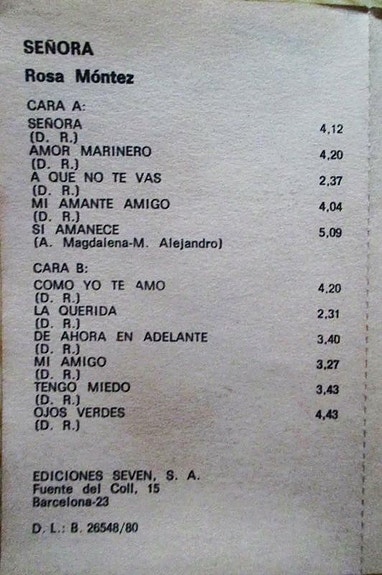 SEÑORA
Rosa Móntez
CARA A:
SEÑORA 4,12
(D. R.)
AMOR MARINERO 4,20
(D. R.)
A QUE NO TE VAS 2,37
(D. R.)
MI AMANTE AMIGO 4,04
(D. R.)
SI AMANECE 5,09
(A. Magdalena-M. Alejandro)
CARA B:
COMO YO TE AMO 4,20
(D. R.)
LA QUERIDA 2,31
(D. R.)
DE AHORA EN ADELANTE 3,40
(D. R.)
MI AMIGO 3,27
(D. R.)
TENGO MIEDO 3,43
(D. R.)
OJOS VERDES 4,43
(D. R.)
EDICIONES SEVEN, S. A.
Fuente del Coll, 15
Barcelona-23
D. L.: B. 26548/80